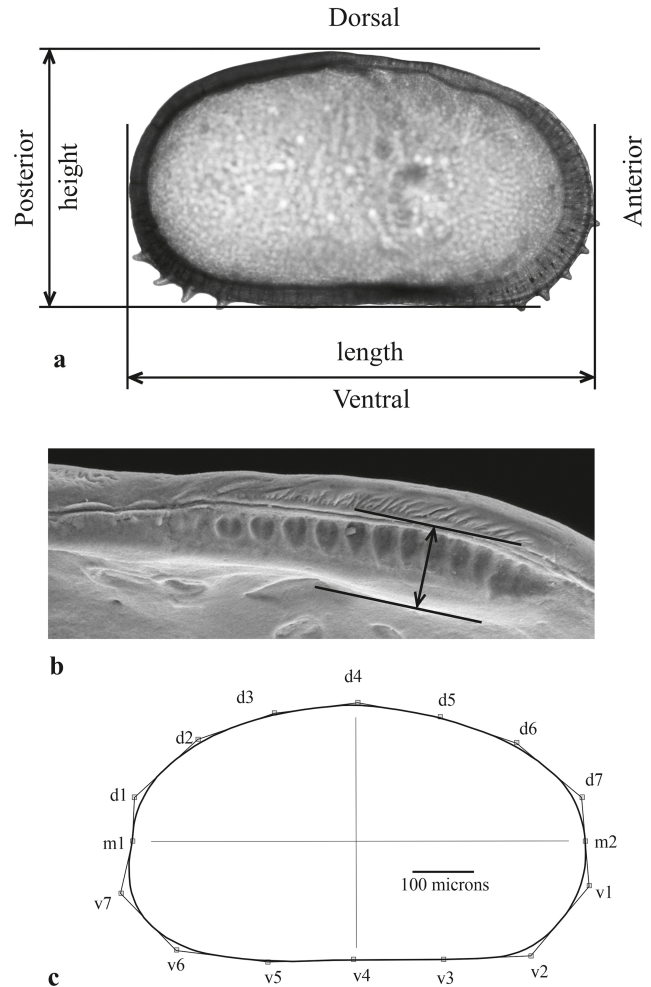 Dorsal
Posterior
height
Anterior
length
a
Ventral
b
d4
d3
d5
d2
d6
d1
d7
m1
m2
100 microns
v7
v1
v6
v5
v4
v3
v2
c